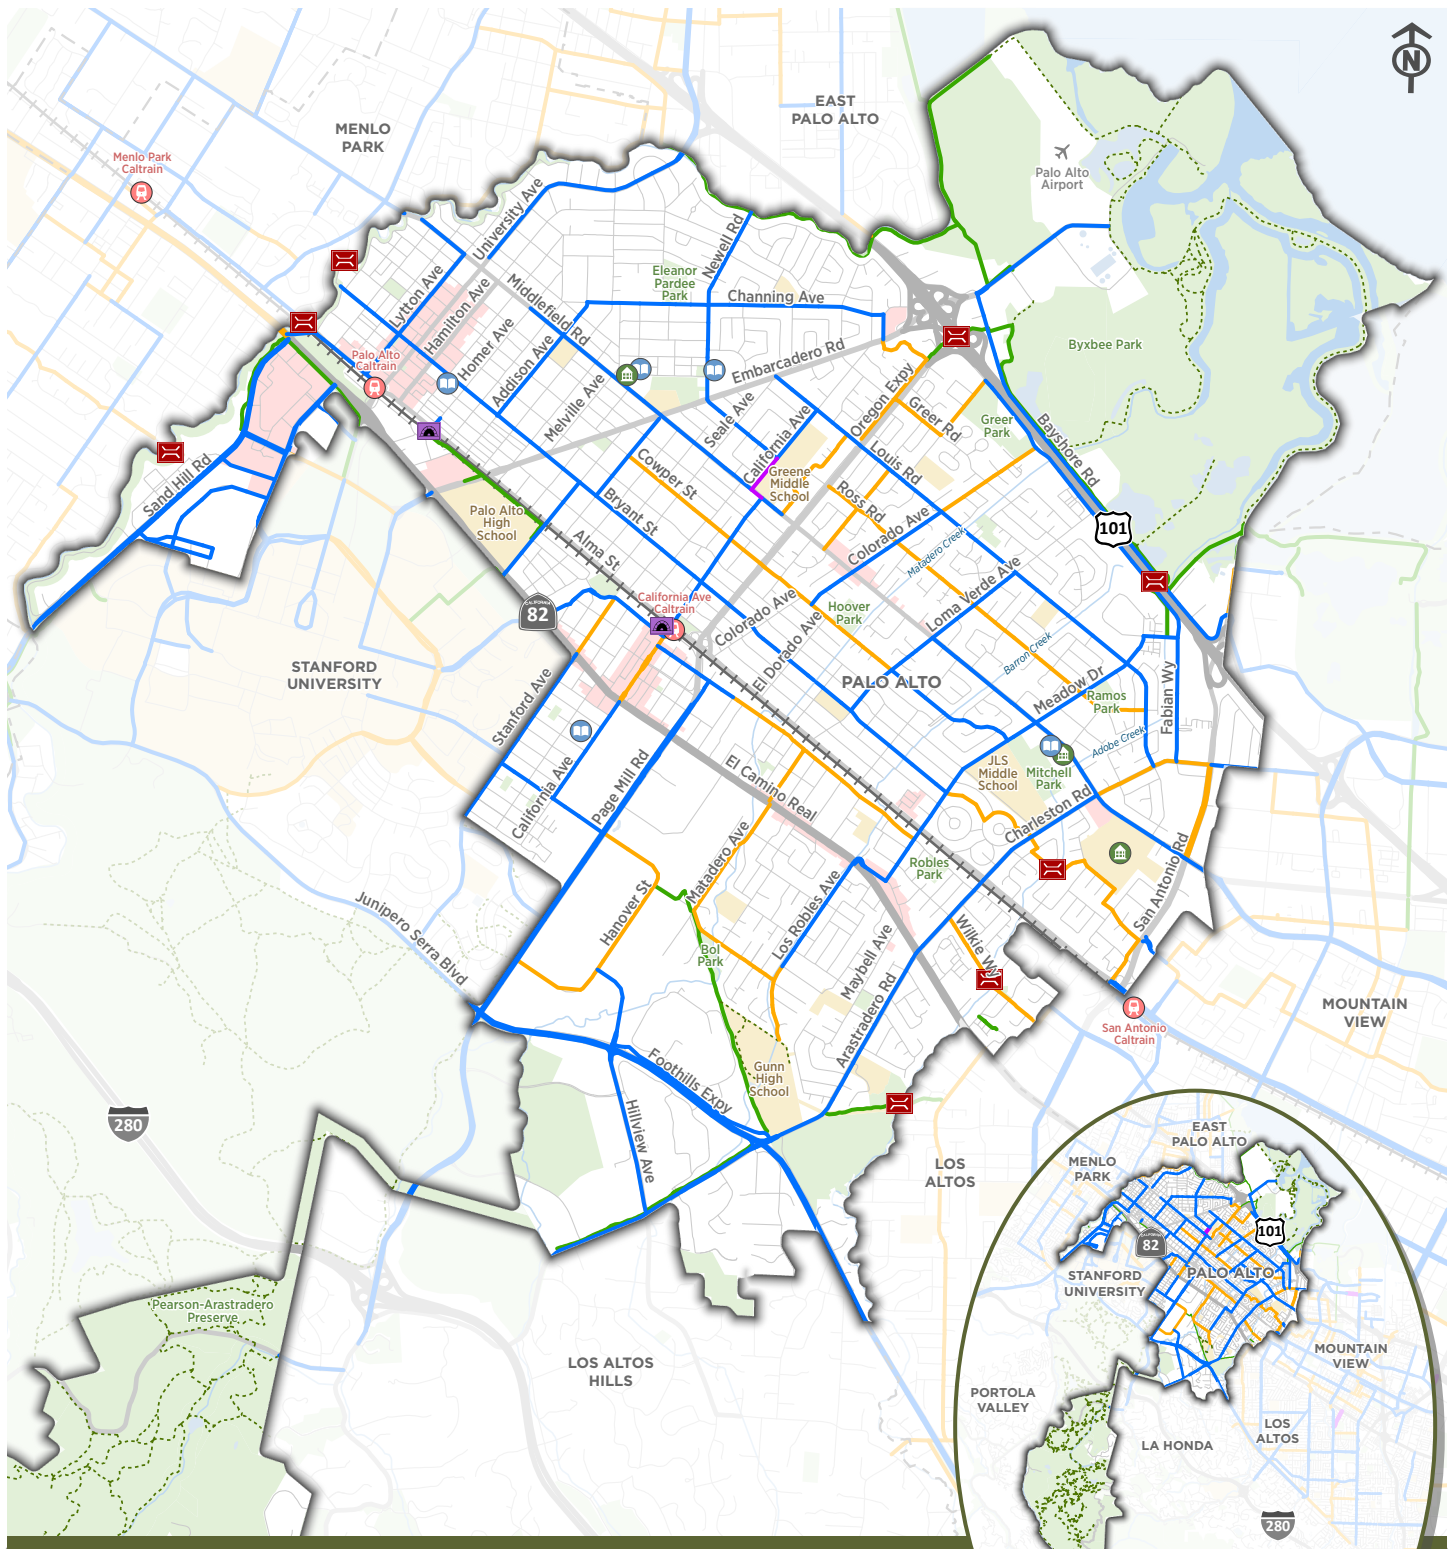 N
EAST
PALO ALTO
MENLO
PARK
Menlo Park
Caltrain
Palo Alto
Airport
University Ave
Newell Rd
Eleanor
Pardee
Park
Lytton Ave
Hamilton Ave
Middlefield Rd
Channing Ave
Homer Ave
Addison Ave
Byxbee Park
Palo Alto
Caltrain
Embarcadero Rd
Melville Ave
Seale Ave
California Ave
Oregon Expy
Greer Rd
Greer
Park
Bayshore Rd
Sand Hill Rd
Cowper St
Louis Rd
Greene
Middle
School
Ross Rd
Bryant St
Palo Alto
High
School
Alma St
Colorado Ave
Matadero Creek
101
Loma Verde Ave
California Ave
Caltrain
CALIFORNIA
82
Hoover
Park
Colorado Ave
El Dorado Ave
Barron Creek
STANFORD
UNIVERSITY
PALO ALTO
Meadow Dr
Ramos
Park
Fabian Wy
Adobe Creek
Stanford Ave
California Ave
Page Mill Rd
El Camino Real
JLS
Middle
School
Mitchell
Park
Charleston Rd
Matadero Ave
Robles
Park
San Antonio Rd
Hanover St
Los Robles Ave
Maybell Ave
Wilkie Wy
Junipero Serra Blvd
Bol
Park
Arastradero Rd
MOUNTAIN
VIEW
San Antonio
Caltrain
Foothills Expy
Gunn
High
School
Hillview Ave
280
LOS
ALTOS
Pearson-Arastradero
Preserve
LOS ALTOS
HILLS
EAST
PALO ALTO
MENLO
PARK
101
CALIFORNIA
82
PALO ALTO
STANFORD
UNIVERSITY
MOUNTAIN
VIEW
PORTOLA
VALLEY
LOS
ALTOS
LA HONDA
280